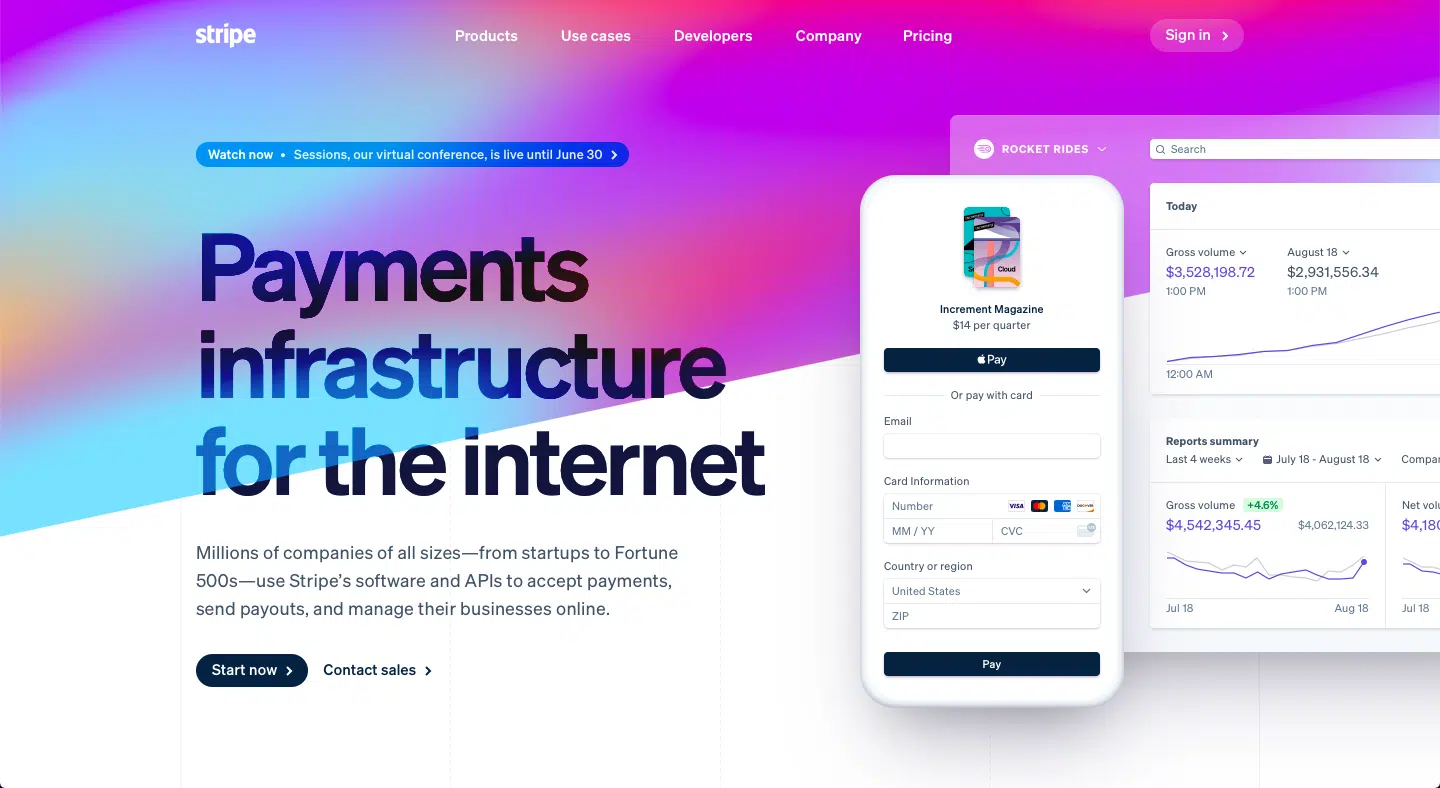 stripe
Products
Use cases
Developers
Company
Pricing
Sign in
Watch now • Sessions, our virtual conference, is live until June 30
Payments
infrastructure
for the internet
Millions of companies of all sizes—from startups to Fortune
500s—use Stripe’s software and APIs to accept payments,
send payouts, and manage their businesses online.
Start now
Contact sales
Cloud
Increment Magazine
$14 per quarter
Pay
Or pay with card
Email
Card Information
Number
VISA
MM / YY
CVC
Country or region
United States
ZIP
Pay
ROCKET RIDES
Search
Today
Gross volume
August 18
$3,528,198.72
$2,931,556.34
1:00 PM
1:00 PM
12:00 AM
Reports summary
Last 4 weeks
July 18 - August 18
Compar
Gross volume +4.6%
$4,542,345.45
$4,062,124.33
Jul 18
Aug 18
Net volu
$4,180
Jul 18